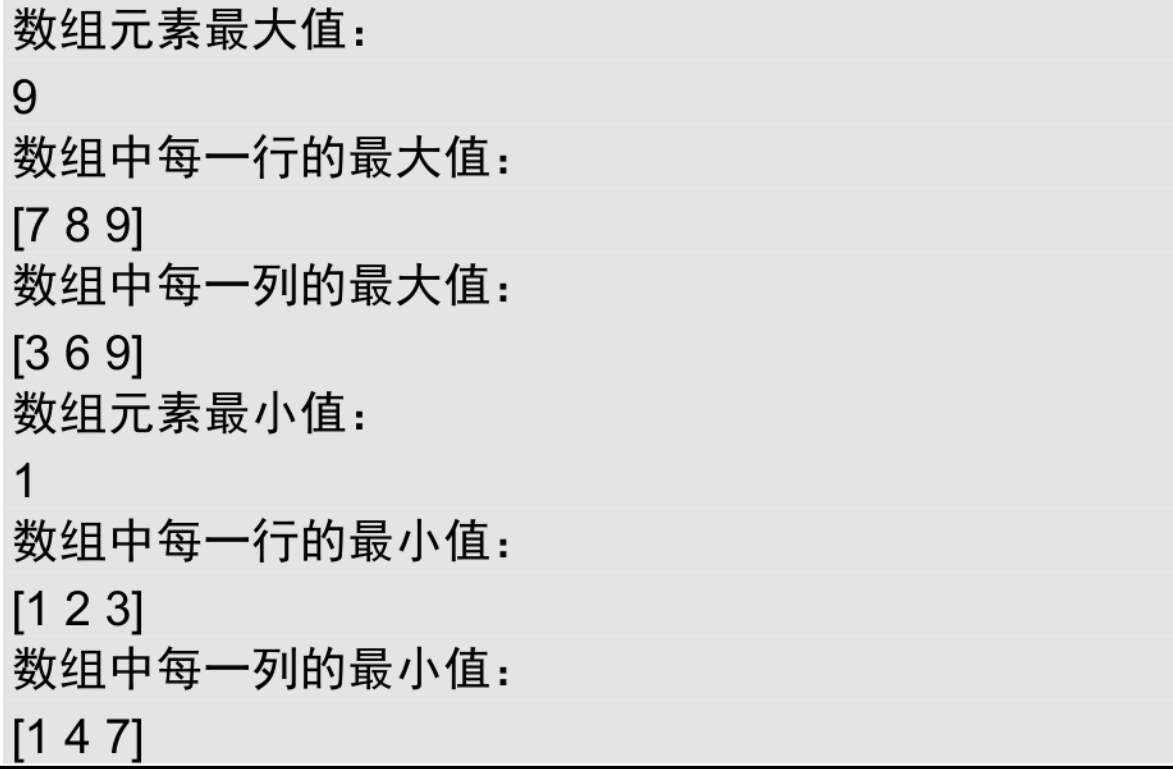 数组元素最大值：
9
数组中每一行的最大值：
[7 8 9]
数组中每一列的最大值：
[3 6 9]
数组元素最小值：
1
数组中每一行的最小值：
[1 2 3]
数组中每一列的最小值：
[1 4 7]